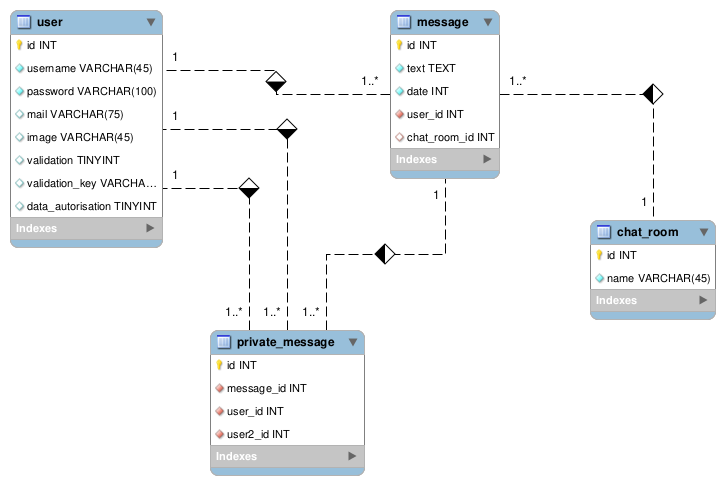 user
id INT
username VARCHAR(45)
password VARCHAR(100)
mail VARCHAR(75)
image VARCHAR(45)
validation TINYINT
validation_key VARCHA...
data_autorisation TINYINT
Indexes
1
1
1
1..*
message
id INT
text TEXT
date INT
user_id INT
chat_room_id INT
Indexes
1..*
1
1
chat_room
id INT
name VARCHAR(45)
Indexes
1..*
1..*
1..*
private_message
id INT
message_id INT
user_id INT
user2_id INT
Indexes